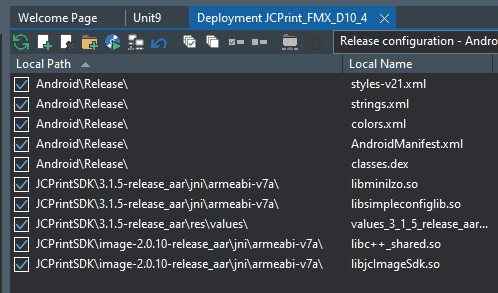 Welcome Page Unit9 Deployment JCPrint_FMX_D10_4
Release configuration - Andro
Local Path Local Name
Android\Release\ styles-v21.xml
Android\Release\ strings.xml
Android\Release\ colors.xml
Android\Release\ AndroidManifest.xml
Android\Release\ classes.dex
JCPrintSDK\3.1.5-release_aar\jni\armeabi-v7a\ libminilzo.so
JCPrintSDK\3.1.5-release_aar\jni\armeabi-v7a\ libsimpleconfiglib.so
JCPrintSDK\3.1.5-release_aar\res\values\ values_3_1_5_release_aar...
JCPrintSDK\image-2.0.10-release_aar\jni\armeabi-v7a\ libc++_shared.so
JCPrintSDK\image-2.0.10-release_aar\jni\armeabi-v7a\ libjcImageSdk.so